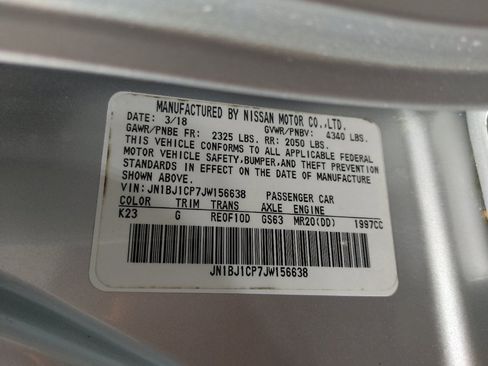 MANUFACTURED BY NISSAN MOTOR CO.,LTD.
DATE: 3/18 GVWR/PNBV: 4340 LBS.
GAWR/PNBE FR: 2325 LBS. RR: 2050 LBS.
THIS VEHICLE CONFORMS TO ALL APPLICABLE FEDERAL
MOTOR VEHICLE SAFETY,BUMPER,AND THEFT PREVENTION
STANDARDS IN EFFECT ON THE DATE OF MANUFACTURE
SHOWN ABOVE.
VIN: JN1BJ1CP7JW156638 PASSENGER CAR
COLOR TRIM TRANS AXLE ENGINE
K23 G REOF10D GS63 MR20(DD) 1997CC
JN1BJ1CP7JW156638